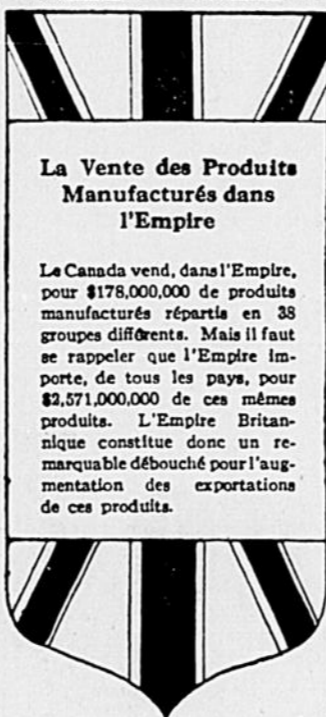 La Vente des Produits
Manufacturés dans
l'Empire
Le Canada vend, dans l'Empire,
pour $178,000,000 de produits
manufacturés répartis en 38
groupes différents. Mais il faut
se rappeler que l'Empire im-
porte, de tous les pays, pour
$2,571,000,000 de ces mêmes
produits. L'Empire Britan-
nique constitue donc un re-
marquable débouché pour l'aug-
mentation des exportations
de ces produits.